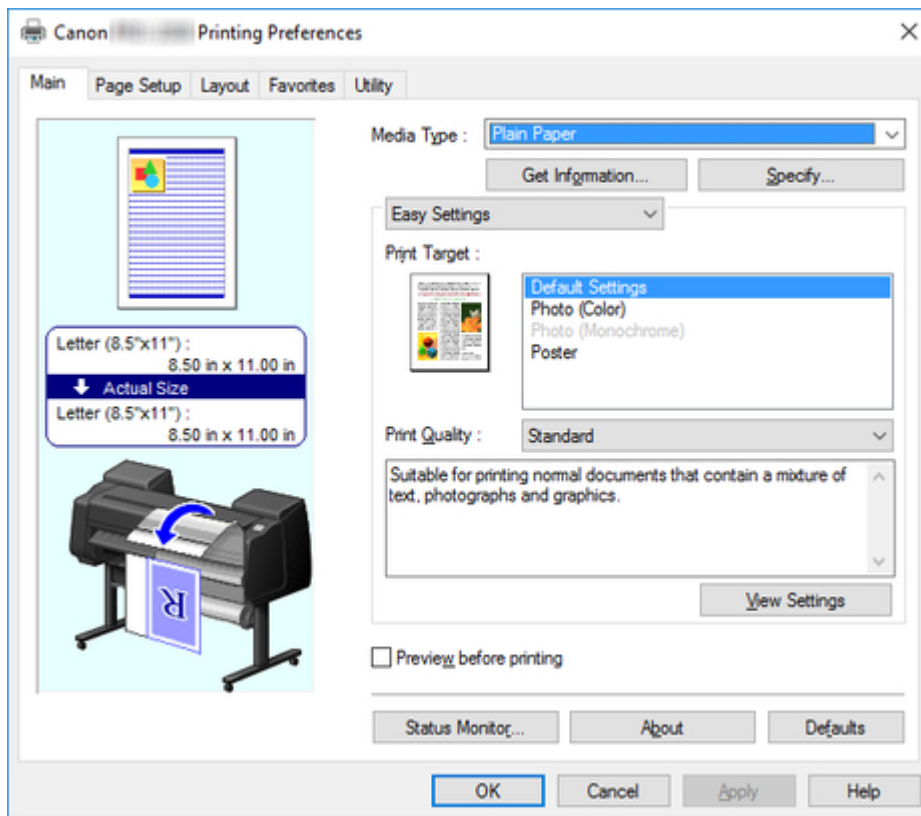 Canon Printing Preferences
Main Page Setup Layout Favorites Utility
Media Type : Plain Paper
Get Information... Specify...
Easy Settings
Print Target :
Default Settings
Photo (Color)
Photo (Monochrome)
Poster
Letter (8.5"x11") :
8.50 in x 11.00 in
Actual Size
Letter (8.5"x11") :
8.50 in x 11.00 in
R
Print Quality : Standard
Suitable for printing normal documents that contain a mixture of
text, photographs and graphics.
View Settings
Preview before printing
Status Monitor... About Defaults
OK Cancel Apply Help